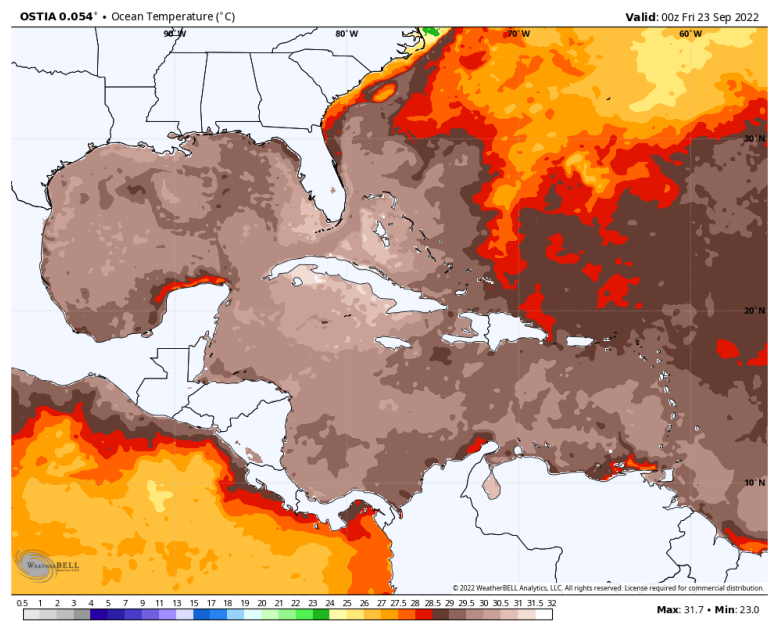 OSTIA 0.054° • Ocean Temperature (°C)
Valid: 00z Fri 23 Sep 2022
90°W 80°W 70°W 60°W
30°N
20°N
10°N
WEATHERBELL
© 2022 WeatherBELL Analytics, LLC. All rights reserved. License required for commercial distribution.
0.5 1 2 3 4 5 7 9 11 13 15 17 18 19 20 21 22 23 24 25 26 27 27.5 28 28.5 29 29.5 30 30.5 31 31.5 32
Max: 31.7 • Min: 23.0